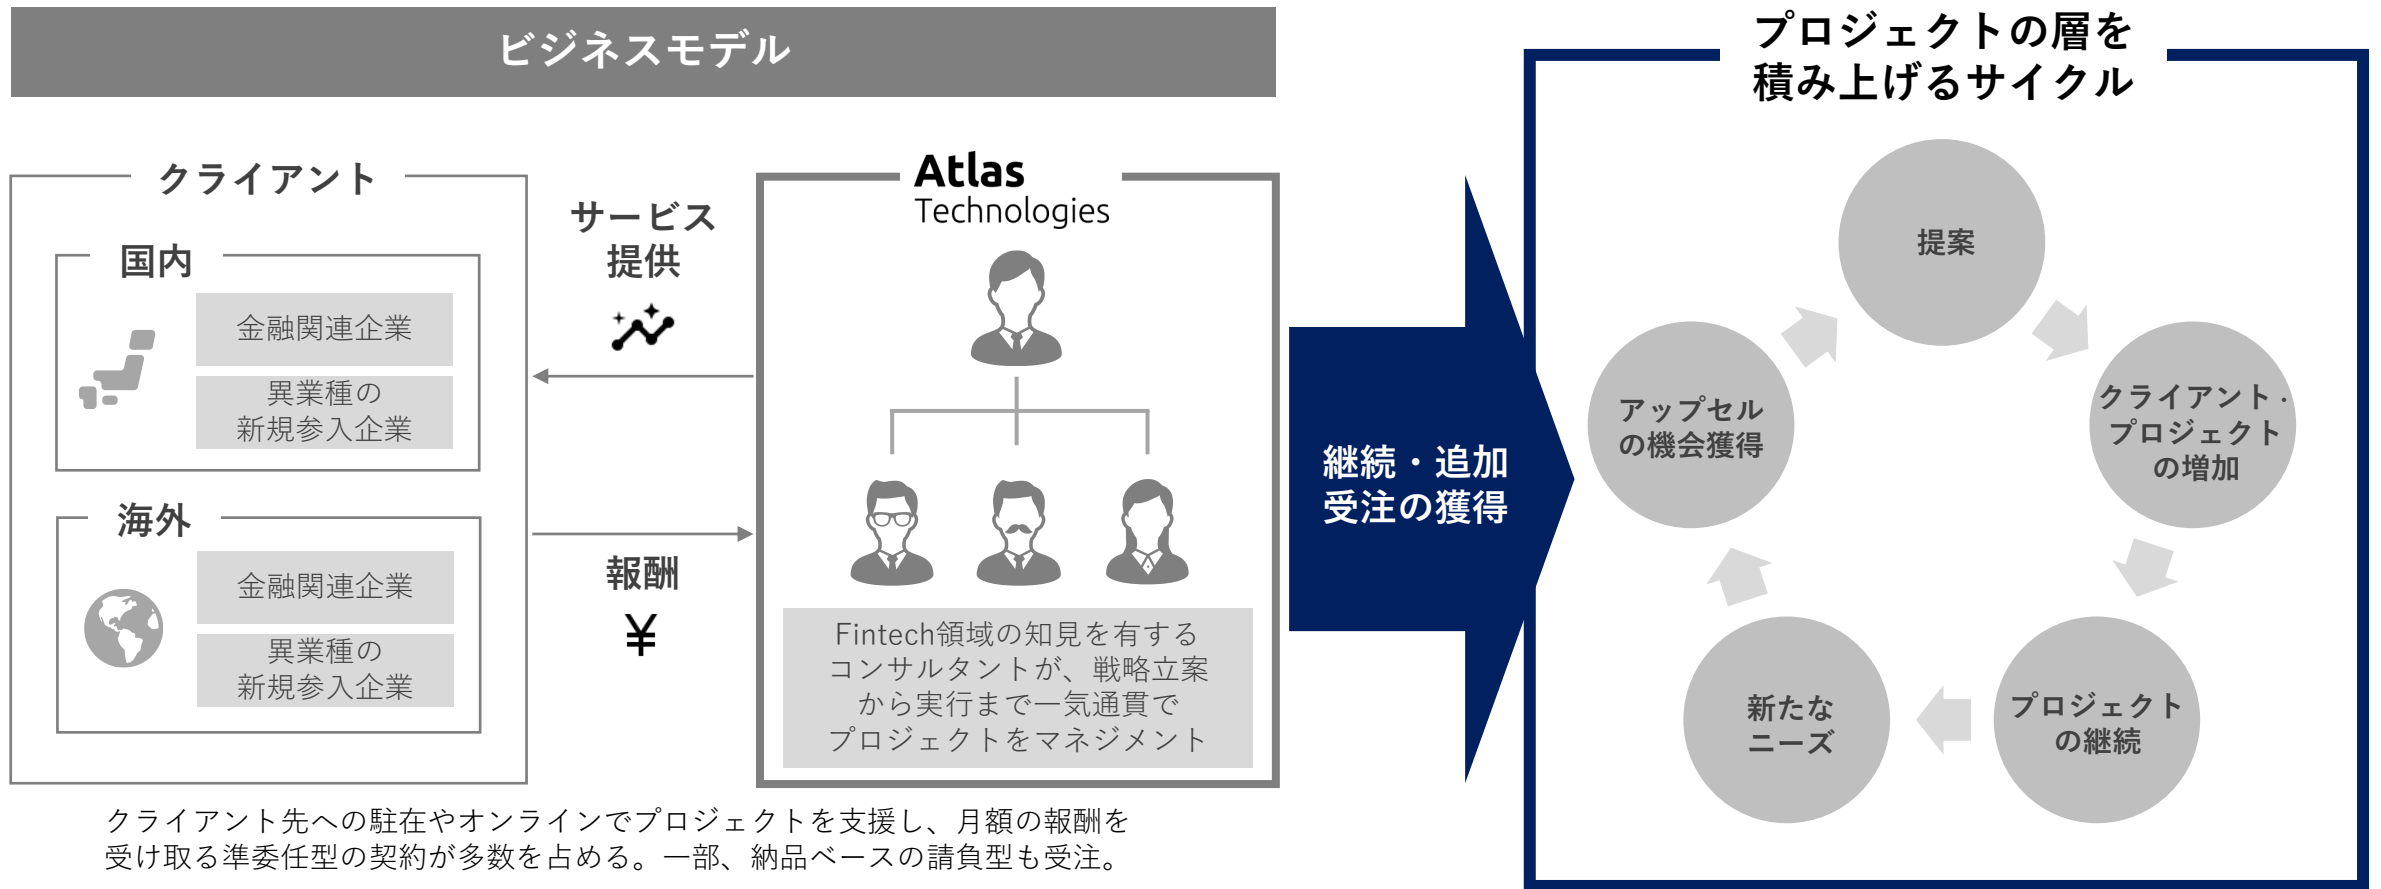 ビジネスモデル
クライアント
国内
金融関連企業
異業種の
新規参入企業
海外
金融関連企業
異業種の
新規参入企業
サービス
提供
報酬
¥
Atlas
Technologies
Fintech領域の知見を有する
コンサルタントが、戦略立案
から実行まで一気通貫で
プロジェクトをマネジメント
クライアント先への駐在やオンラインでプロジェクトを支援し、月額の報酬を
受け取る準委任型の契約が多数を占める。一部、納品ベースの請負型も受注。
継続・追加
受注の獲得
プロジェクトの層を
積み上げるサイクル
提案
クライアント・
プロジェクト
の増加
プロジェクト
の継続
新たな
ニーズ
アップセル
の機会獲得